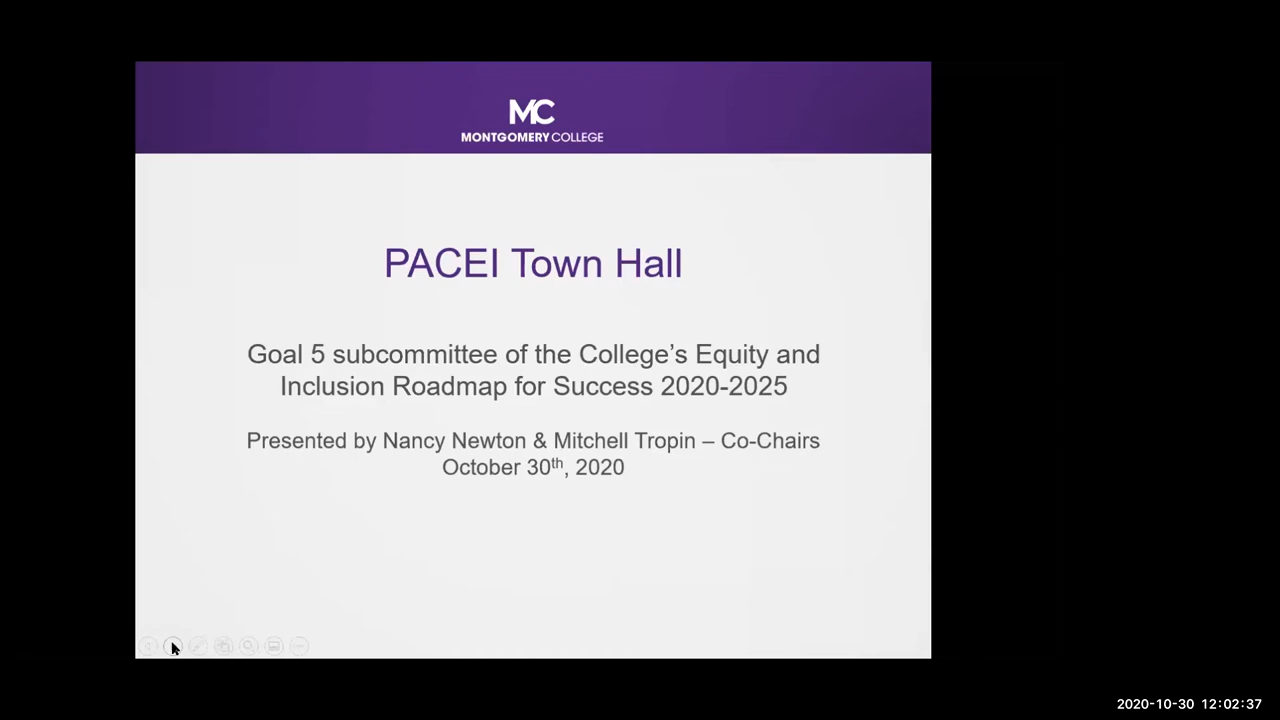 MC
MONTGOMERY COLLEGE
PACEI Town Hall
Goal 5 subcommittee of the College’s Equity and
Inclusion Roadmap for Success 2020-2025
Presented by Nancy Newton & Mitchell Tropin – Co-Chairs
October 30th, 2020
2020-10-30 12:02:37